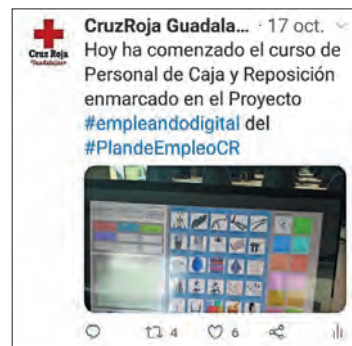 CruzRoja Guadala... · 17 oct.
Cruz Roja
Guadalajara
Hoy ha comenzado el curso de
Personal de Caja y Reposición
enmarcado en el Proyecto
#empleandodigital del
#PlandeEmpleoCR
4
6